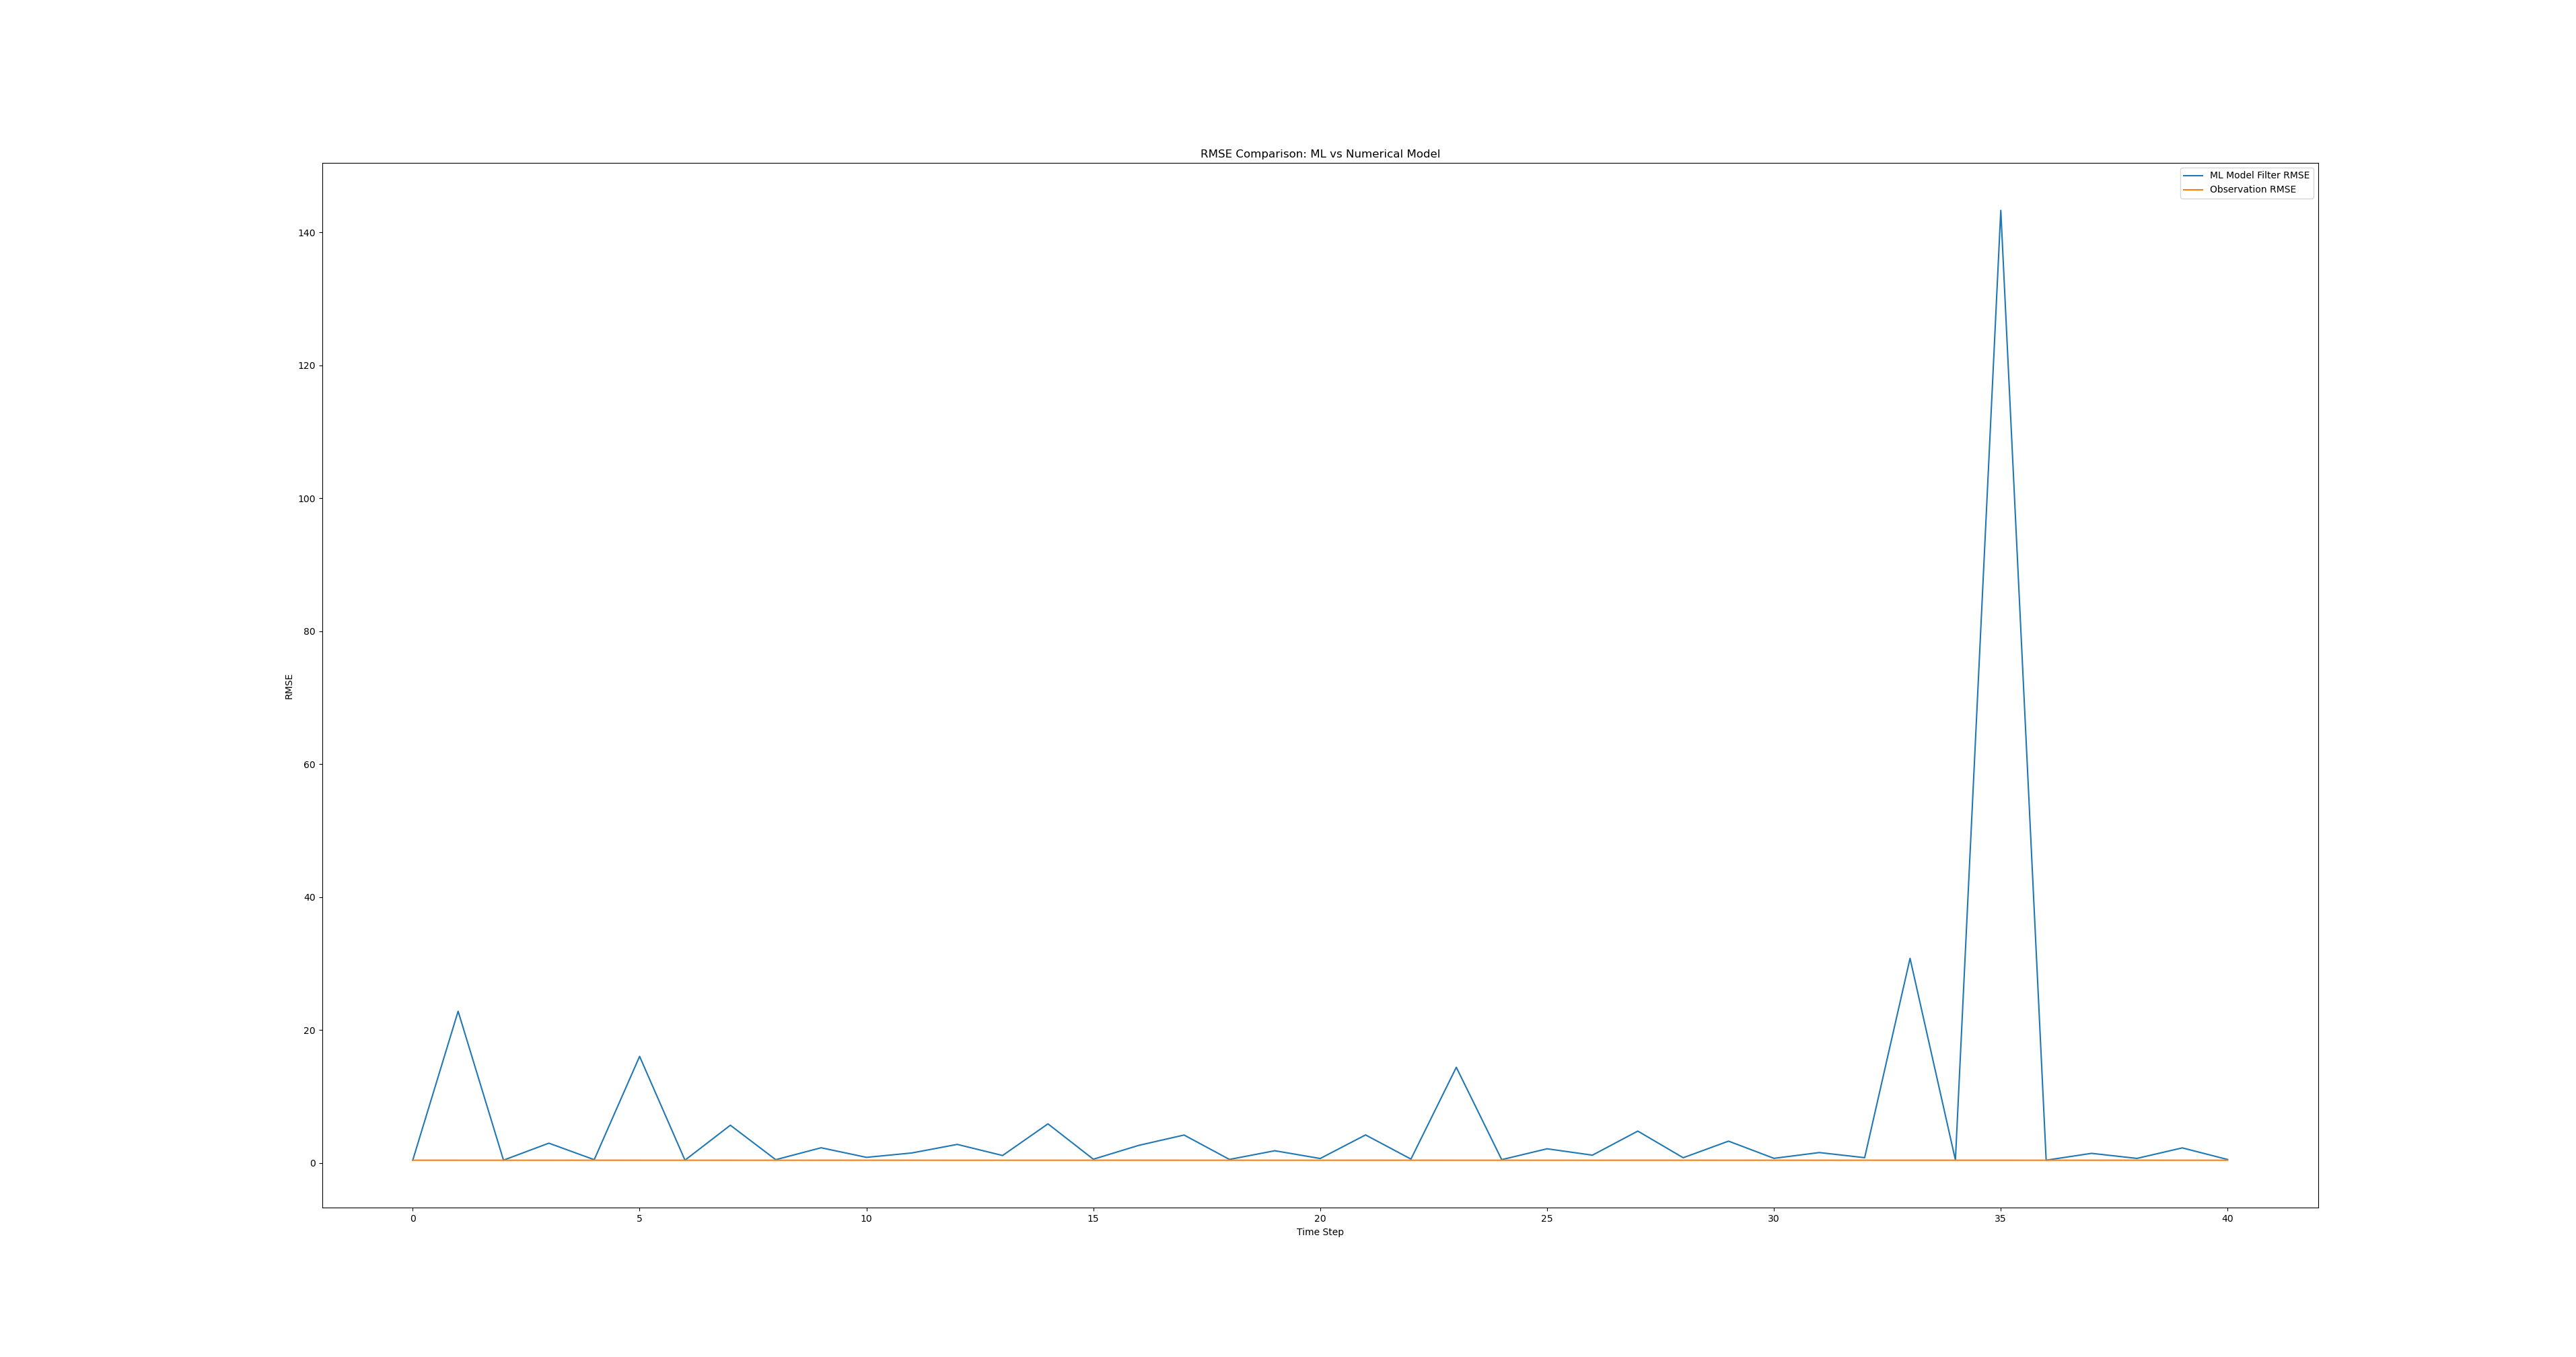 RMSE Comparison: ML vs Numerical Model
ML Model Filter RMSE
Observation RMSE
140
120
100
80
60
40
20
0
RMSE
0 5 10 15 20 25 30 35 40
Time Step